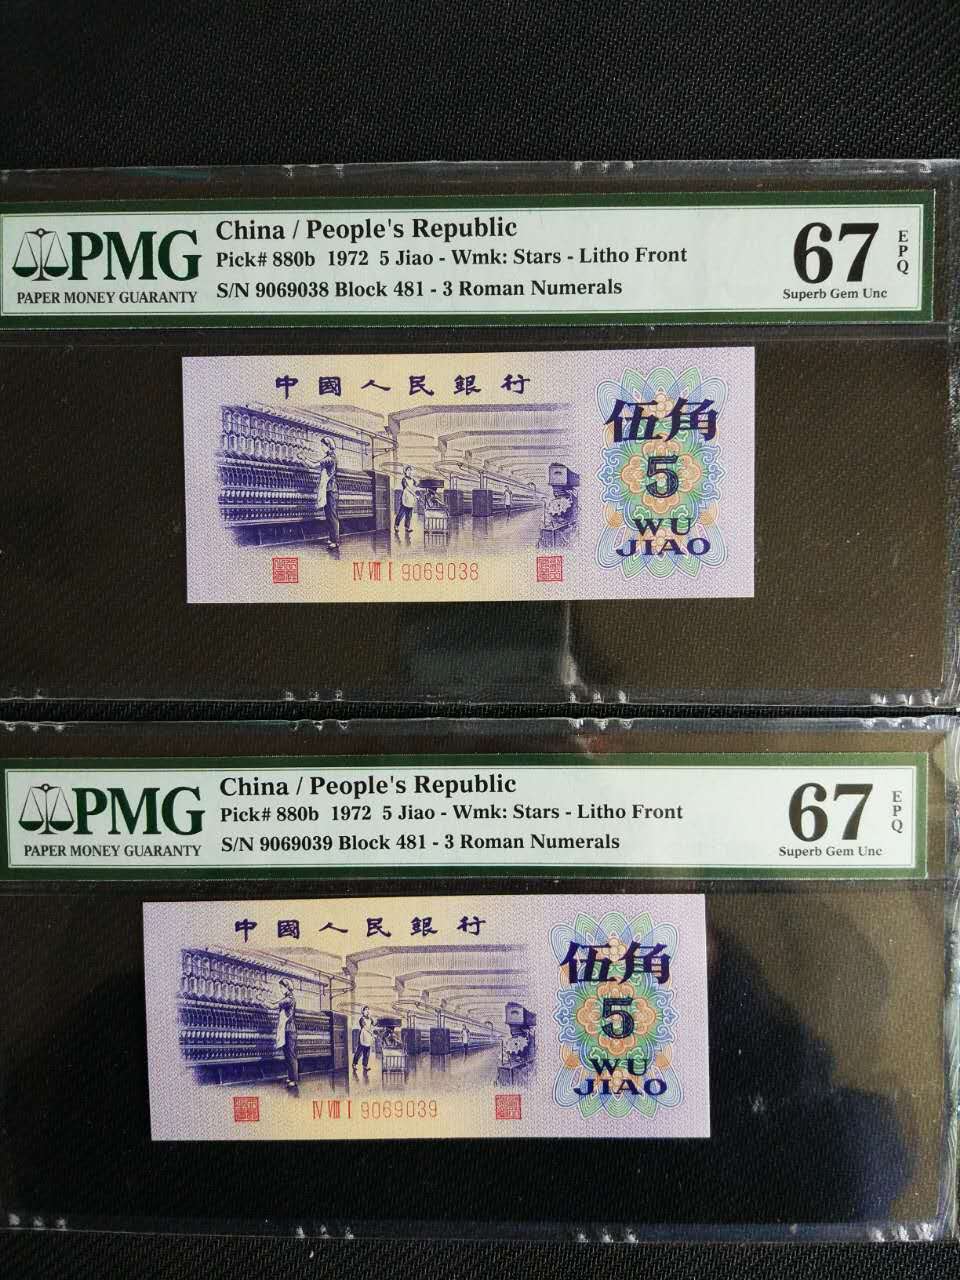 PMG
PAPER MONEY GUARANTY
China / People's Republic
Pick# 880b 1972 5 Jiao - Wmk: Stars - Litho Front
S/N 9069038 Block 481 - 3 Roman Numerals
67
EPQ
Superb Gem Unc
中國人民銀行
伍角
5
WU
JIAO
Ⅳ Ⅷ Ⅰ 9069038
PMG
PAPER MONEY GUARANTY
China / People's Republic
Pick# 880b 1972 5 Jiao - Wmk: Stars - Litho Front
S/N 9069039 Block 481 - 3 Roman Numerals
67
EPQ
Superb Gem Unc
中國人民銀行
伍角
5
WU
JIAO
Ⅳ Ⅷ Ⅰ 9069039